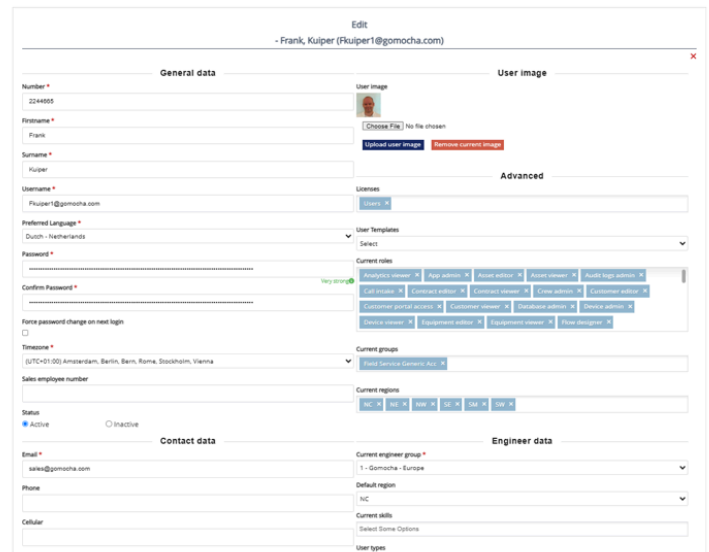 Edit
- Frank, Kuiper (Fkuiper1@gomocha.com)
×
General data
Number *
2244665
Firstname *
Frank
Surname *
Kuiper
Username *
Fkuiper1@gomocha.com
Preferred Language *
Dutch - Netherlands
Password *
Very strong
Confirm Password *
Force password change on next login
Timezone *
(UTC+01:00) Amsterdam, Berlin, Bern, Rome, Stockholm, Vienna
Sales employee number
Status
Active Inactive
Contact data
Email *
sales@gomocha.com
Phone
Cellular
User image
User image
Choose File No file chosen
Upload user image Remove current image
Advanced
Licenses
Users ×
User Templates
Select
Current roles
Analytics viewer × App admin × Asset editor × Asset viewer × Audit logs admin ×
Call intake × Contract editor × Contract viewer × Crew admin × Customer editor ×
Customer portal access × Customer viewer × Database admin × Device admin ×
Device viewer × Equipment editor × Equipment viewer × Flow designer ×
Current groups
Field Service Generic Acc ×
Current regions
NC × NE × NW × SE × SM × SW ×
Engineer data
Current engineer group *
1 - Gomocha - Europe
Default region
NC
Current skills
Select Some Options
User types